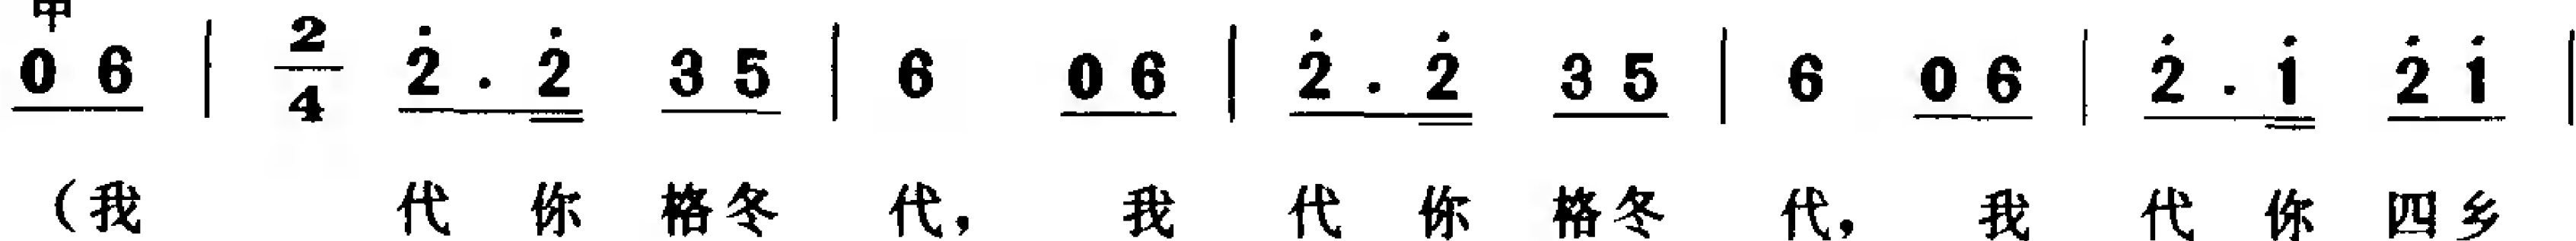 甲
0 6 | 2/4 2̇ . 2̇ 3 5 | 6 0 6 | 2̇ . 2̇ 3 5 | 6 0 6 | 2̇ . 1̇ 2̇ 1̇ |
（我 代 你 格冬 代， 我 代 你 格冬 代， 我 代 你 四乡